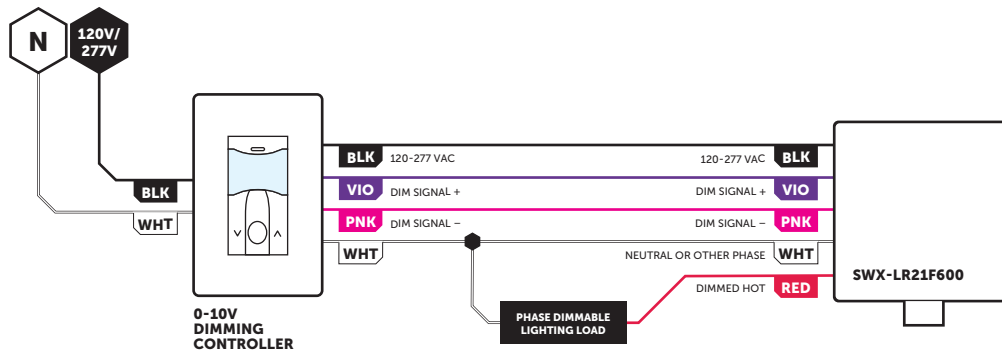 N
120V/
277V
BLK
WHT
0-10V
DIMMING
CONTROLLER
BLK 120-277 VAC
VIO DIM SIGNAL +
PNK DIM SIGNAL –
WHT
120-277 VAC BLK
DIM SIGNAL + VIO
DIM SIGNAL – PNK
NEUTRAL OR OTHER PHASE WHT
DIMMED HOT RED
PHASE DIMMABLE
LIGHTING LOAD
SWX-LR21F600